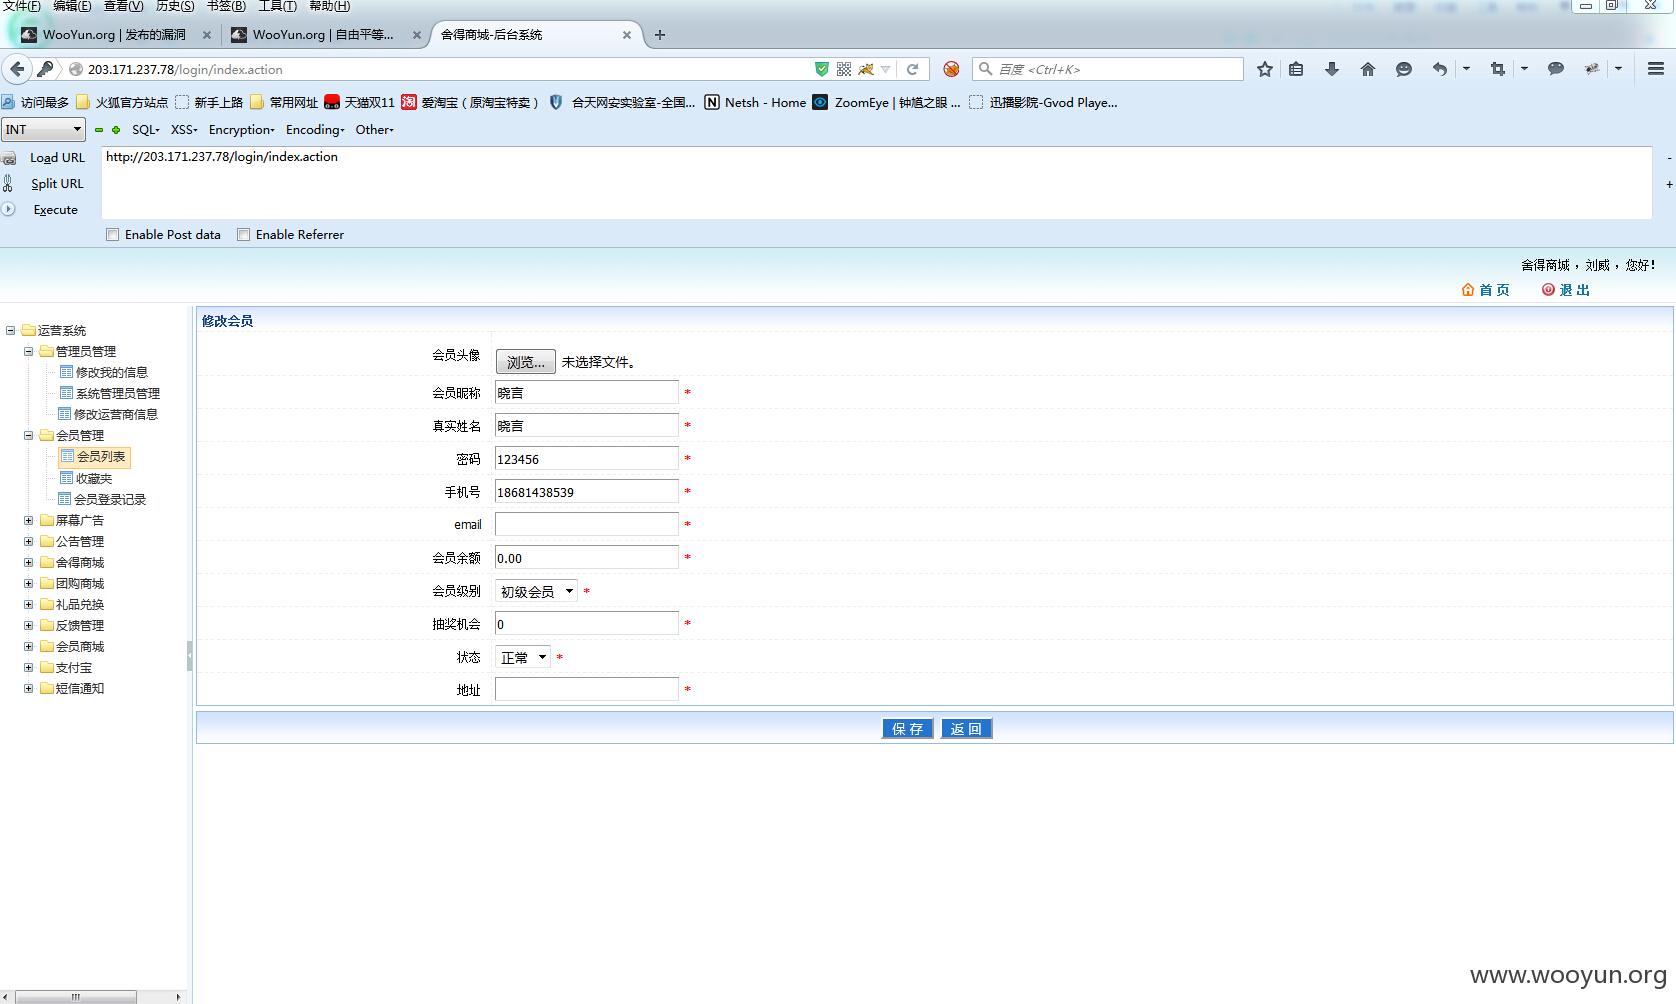 文件(F) 编辑(E) 查看(V) 历史(S) 书签(B) 工具(T) 帮助(H)
WooYun.org | 发布的漏洞 WooYun.org | 自由平等... 舍得商城-后台系统
203.171.237.78/login/index.action 百度 <Ctrl+K>
访问最多 火狐官方站点 新手上路 常用网址 天猫双11 淘 爱淘宝（原淘宝特卖） 合天网安实验室-全国... N Netsh - Home ZoomEye | 钟馗之眼 ... 迅播影院-Gvod Playe...
INT SQL XSS Encryption Encoding Other
Load URL http://203.171.237.78/login/index.action
Split URL
Execute
Enable Post data Enable Referrer
舍得商城，刘威，您好！
首 页 退 出
运营系统
管理员管理
修改我的信息
系统管理员管理
修改运营商信息
会员管理
会员列表
收藏夹
会员登录记录
屏幕广告
公告管理
舍得商城
团购商城
礼品兑换
反馈管理
会员商城
支付宝
短信通知
修改会员
会员头像 浏览... 未选择文件。
会员昵称 晓言 *
真实姓名 晓言 *
密码 123456 *
手机号 18681438539 *
email *
会员余额 0.00 *
会员级别 初级会员 *
抽奖机会 0 *
状态 正常 *
地址 *
保 存 返 回
www.wooyun.org